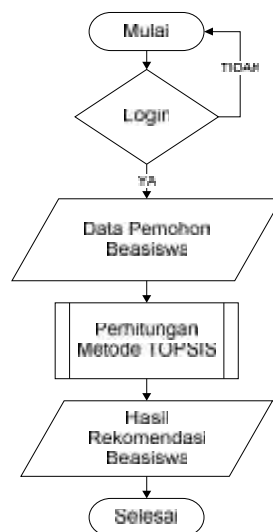 Mulai
TIDAK
Login
YA
Data Pemohon
Beasiswa
Perhitungan
Metode TOPSIS
Hasil
Rekomendasi
Beasiswa
Selesai